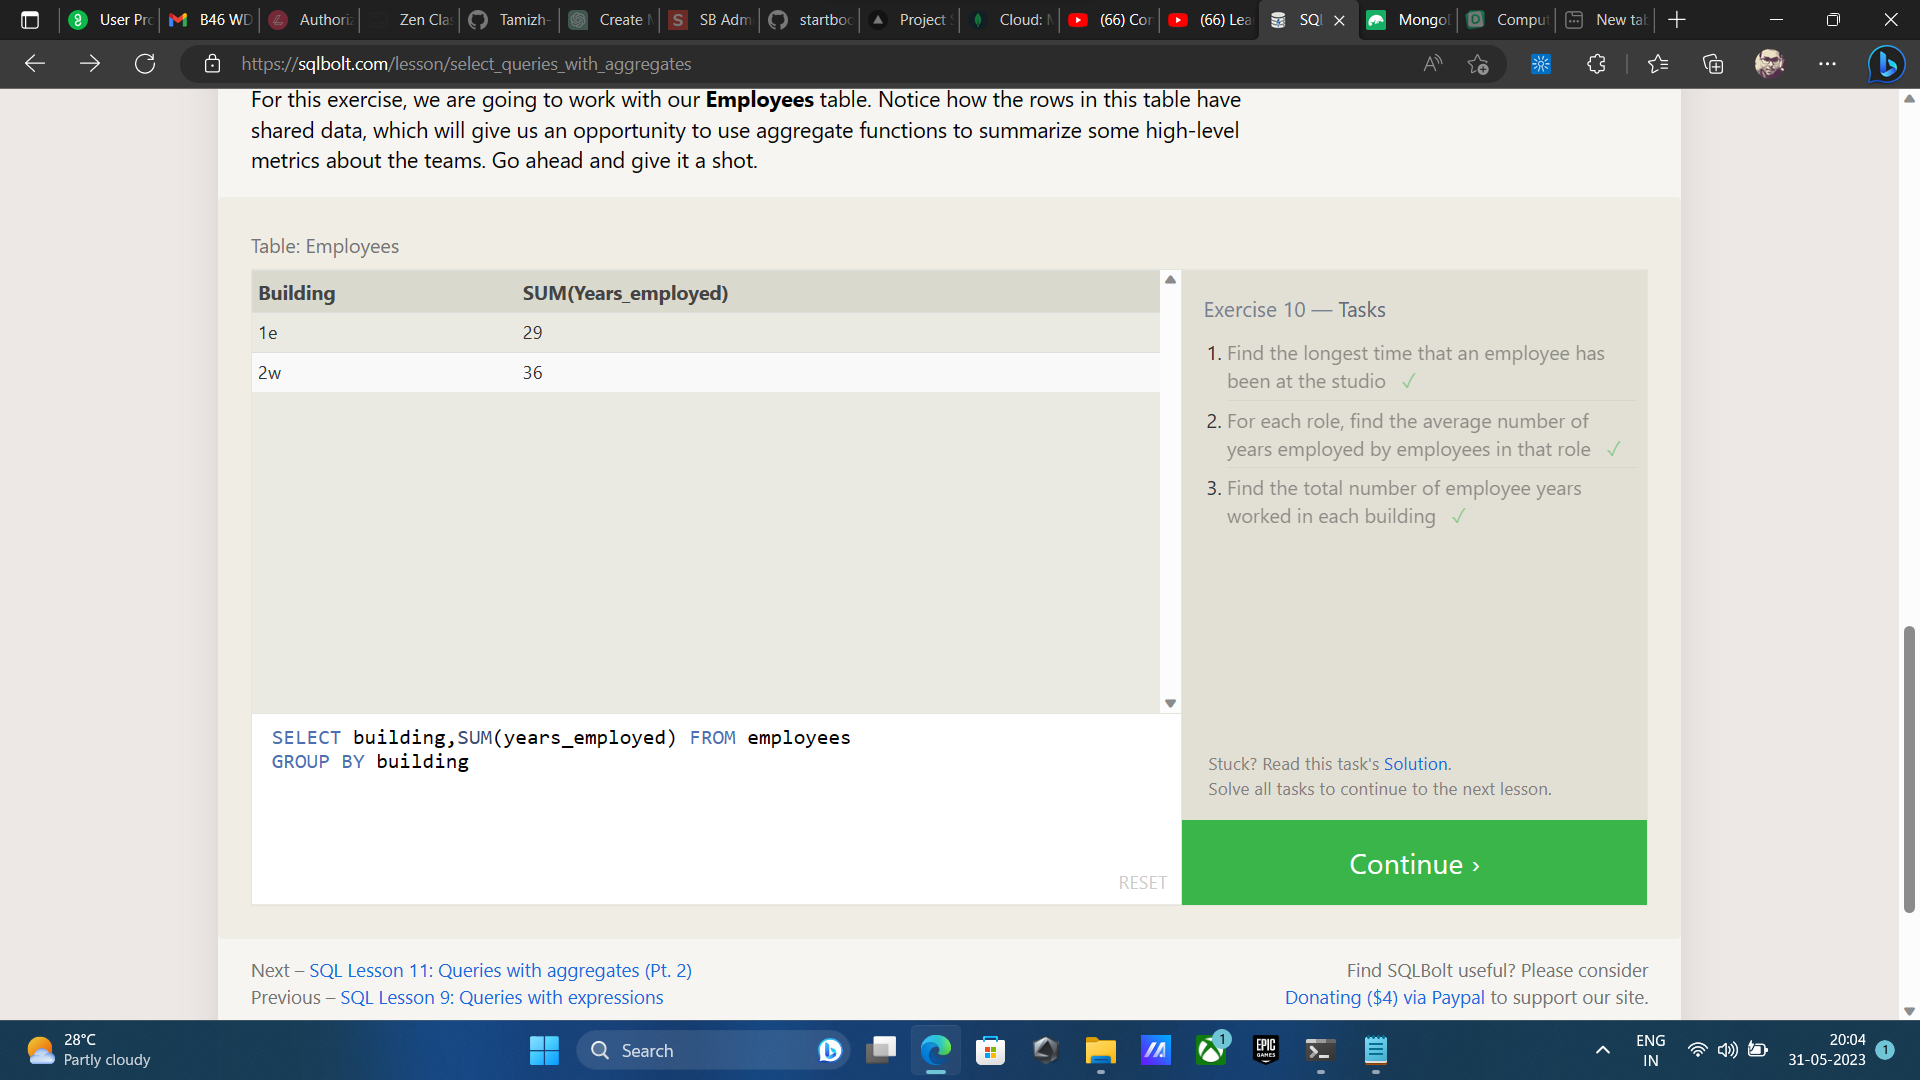 User Pro
B46 WD
Authoriz
Zen Clas
Tamizh-
Create
SB Adm
startboo
Project
Cloud:
(66) Cor
(66) Lea
SQL
Mongo
Comput
New tab
https://sqlbolt.com/lesson/select_queries_with_aggregates
For this exercise, we are going to work with our Employees table. Notice how the rows in this table have
shared data, which will give us an opportunity to use aggregate functions to summarize some high-level
metrics about the teams. Go ahead and give it a shot.
Table: Employees
Building SUM(Years_employed)
1e 29
2w 36
SELECT building,SUM(years_employed) FROM employees
GROUP BY building
RESET
Exercise 10 — Tasks
1. Find the longest time that an employee has
been at the studio ✓
2. For each role, find the average number of
years employed by employees in that role ✓
3. Find the total number of employee years
worked in each building ✓
Stuck? Read this task's Solution.
Solve all tasks to continue to the next lesson.
Continue ›
Next – SQL Lesson 11: Queries with aggregates (Pt. 2)
Previous – SQL Lesson 9: Queries with expressions
Find SQLBolt useful? Please consider
Donating ($4) via Paypal to support our site.
28°C
Partly cloudy
Search
EPIC
GAMES
1
ENG
IN
20:04
31-05-2023
1